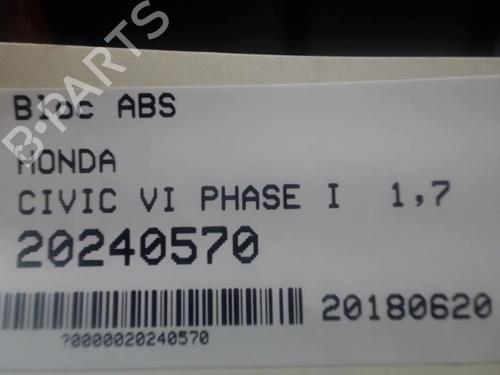 Bloc ABS
HONDA
CIVIC VI PHASE I 1,7
20240570
20180620
?0000020240570
B-PARTS